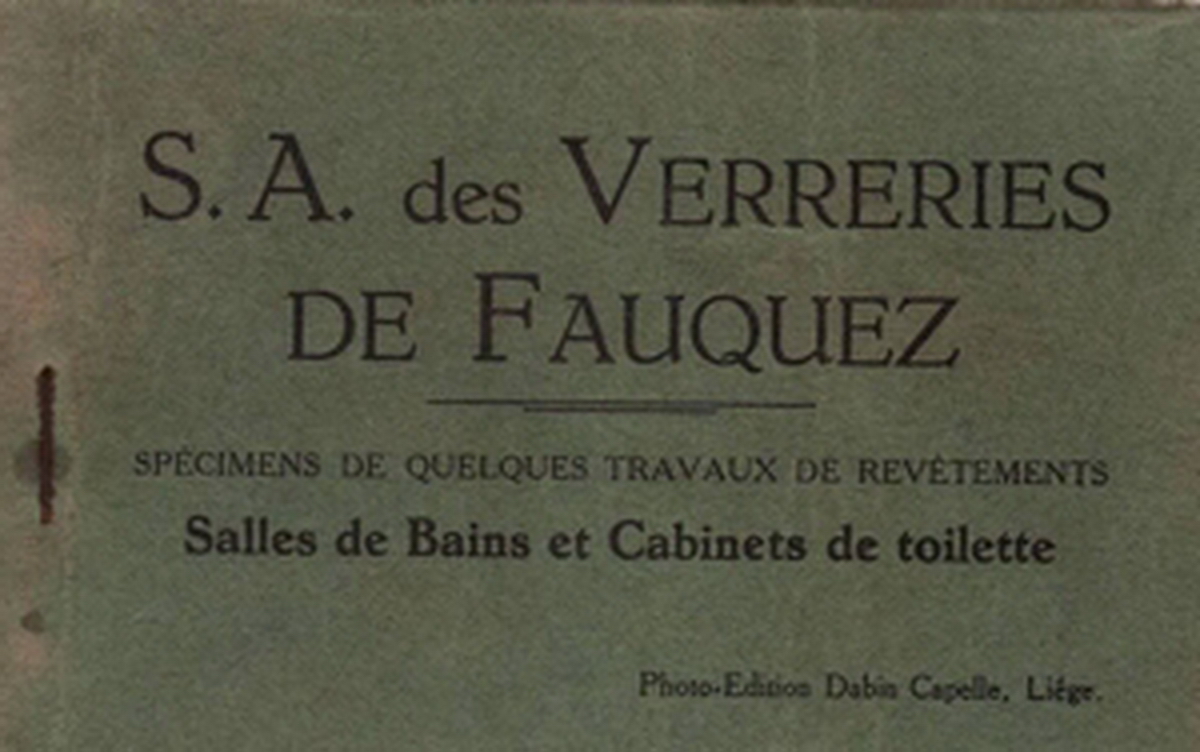 S. A. des VERRERIES
DE FAUQUEZ
SPÉCIMENS DE QUELQUES TRAVAUX DE REVÊTEMENTS
Salles de Bains et Cabinets de toilette
Photo-Edition Dabin Capelle, Liége.